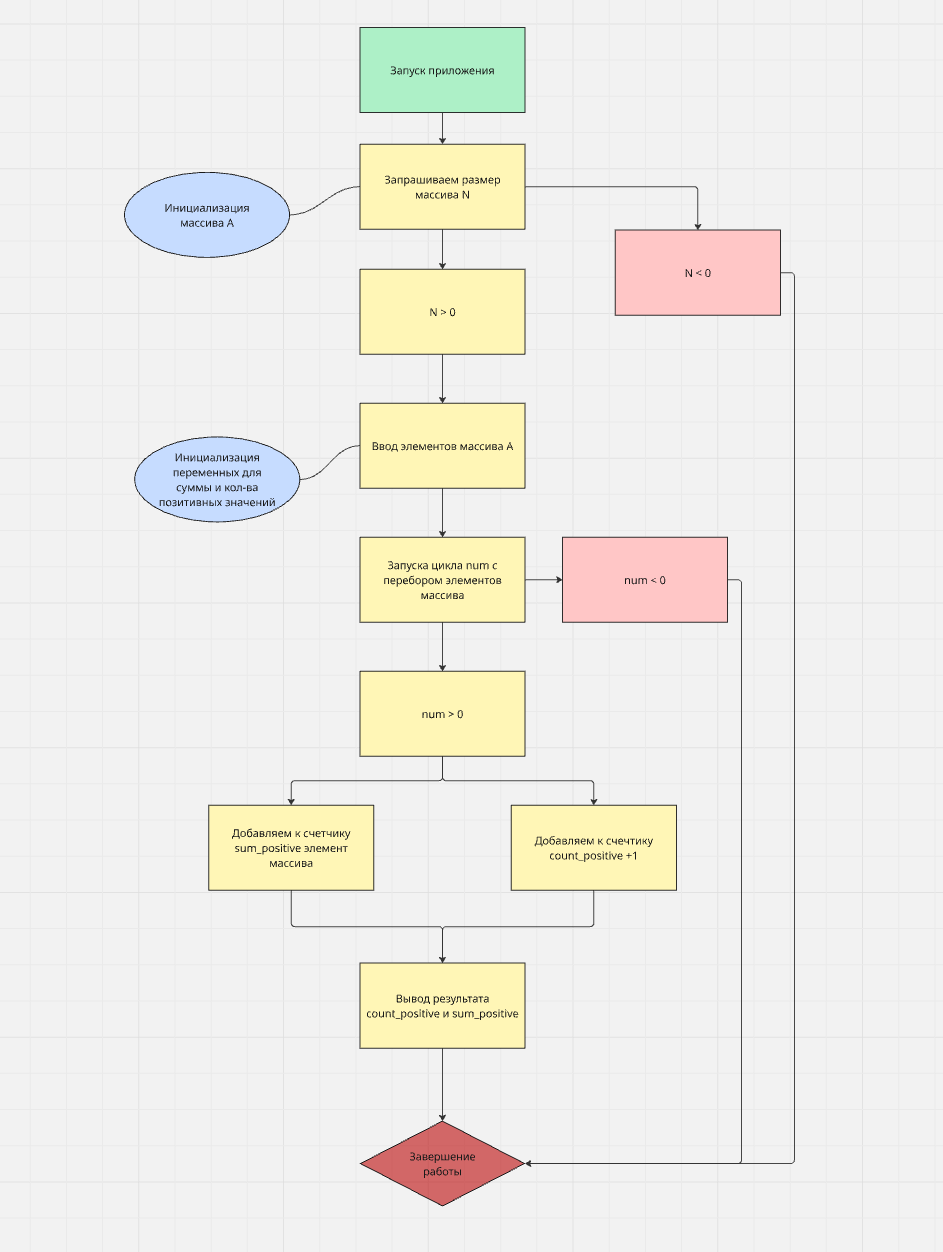 Запуск приложения
Запрашиваем размер
массива N
Инициализация
массива А
N < 0
N > 0
Ввод элементов массива А
Инициализация
переменных для
суммы и кол-ва
позитивных значений
Запуска цикла num с
перебором элементов
массива
num < 0
num > 0
Добавляем к счетчику
sum_positive элемент
массива
Добавляем к счечтику
count_positive +1
Вывод результата
count_positive и sum_positive
Завершение
работы